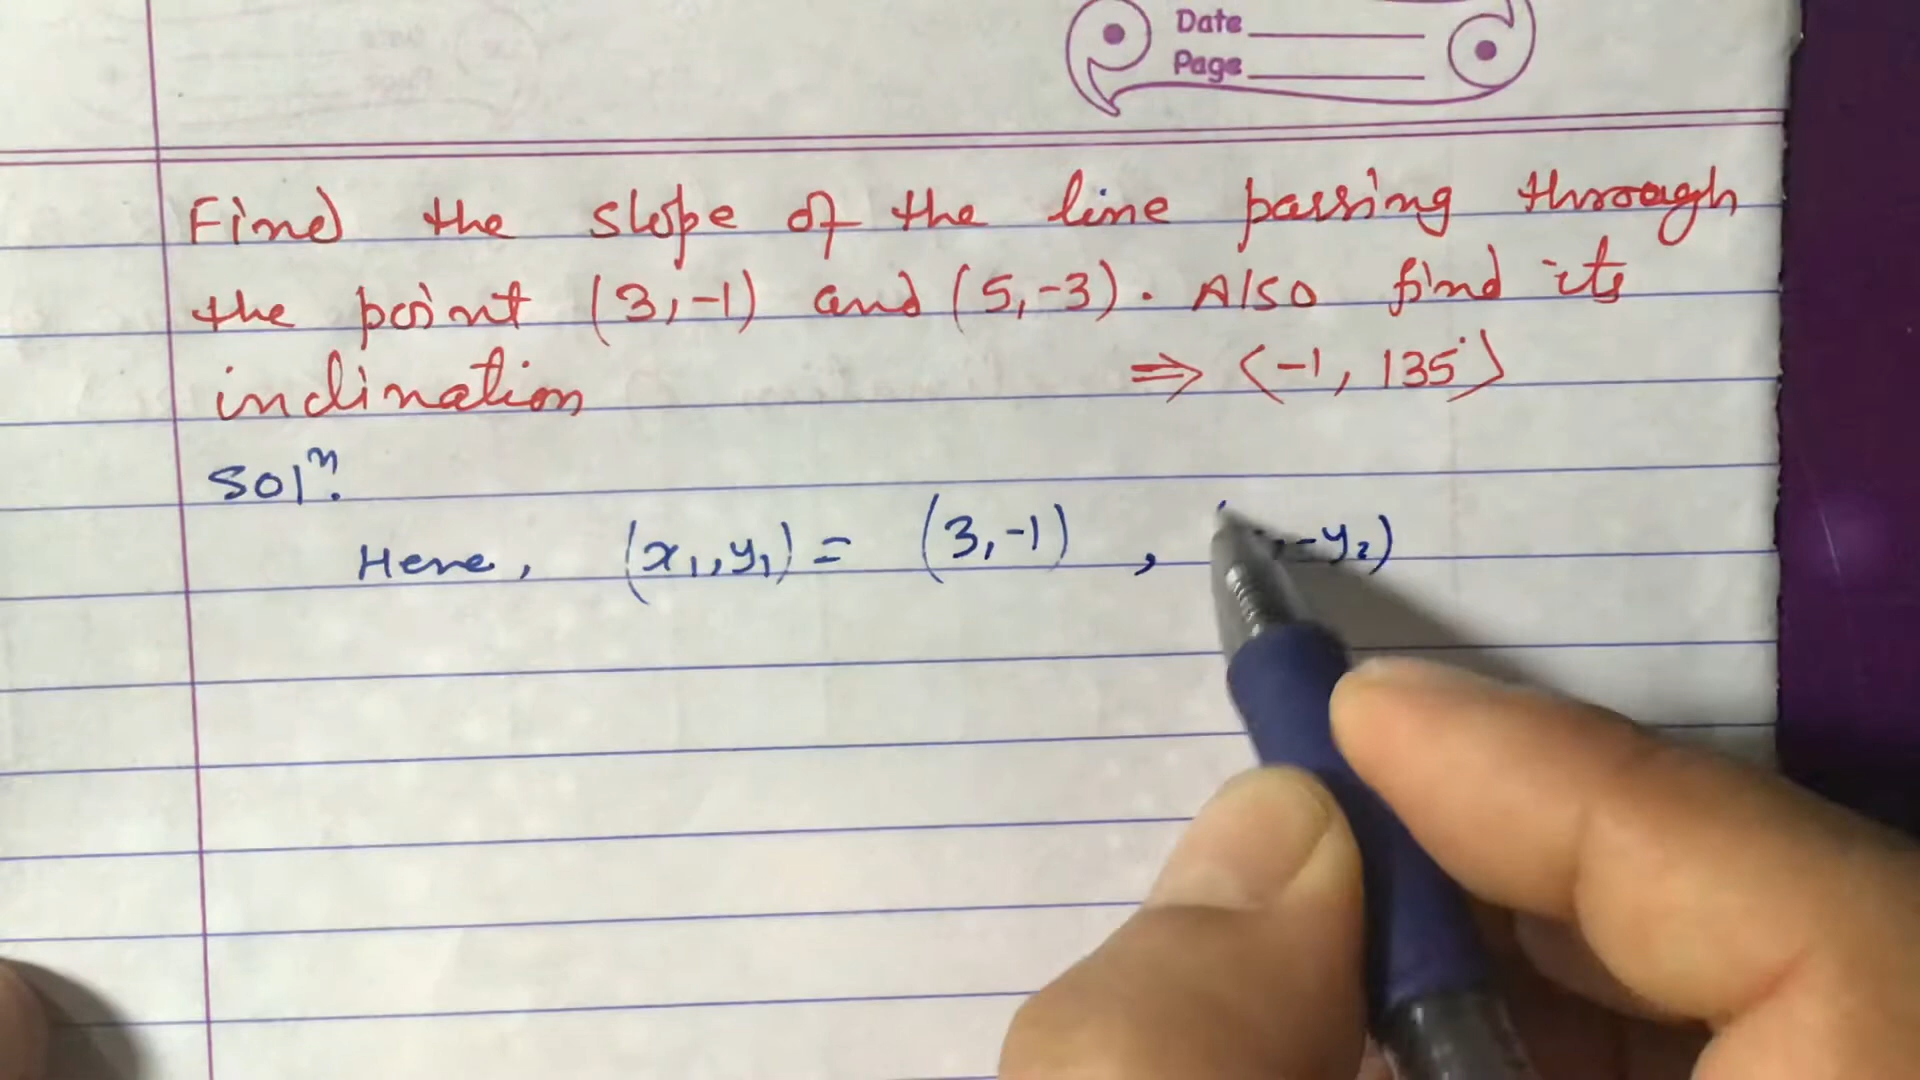 Date
Page
Find the slope of the line passing through
the point (3,-1) and (5,-3). Also find its
inclination ⇒ (-1, 135°)
Solⁿ:
Here, (x₁,y₁) = (3,-1) , -y₂)